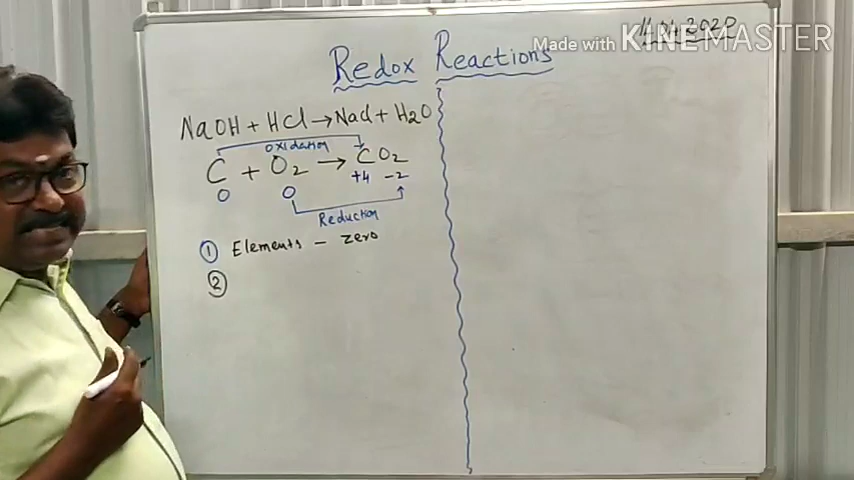 Made with KINEMASTER
Redox Reactions
NaOH + HCl → Nacl + H2O
oxidation
C + O2 → CO2
0 0 +4 -2
Reduction
① Elements - zero
②